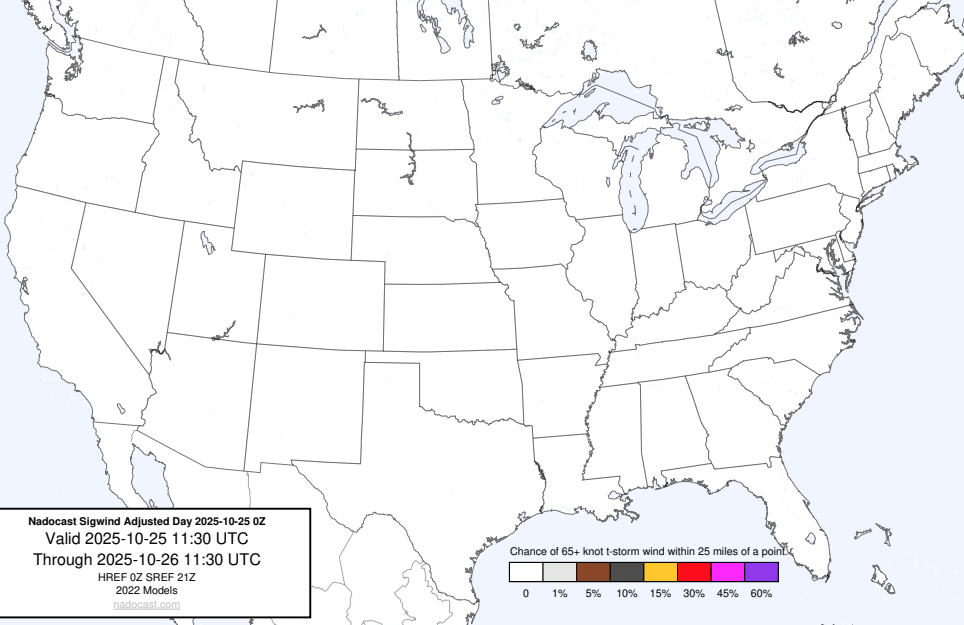 Nadocast Sigwind Adjusted Day 2025-10-25 0Z
Valid 2025-10-25 11:30 UTC
Through 2025-10-26 11:30 UTC
HREF 0Z SREF 21Z
2022 Models
nadocast.com
Chance of 65+ knot t-storm wind within 25 miles of a point.
0 1% 5% 10% 15% 30% 45% 60%